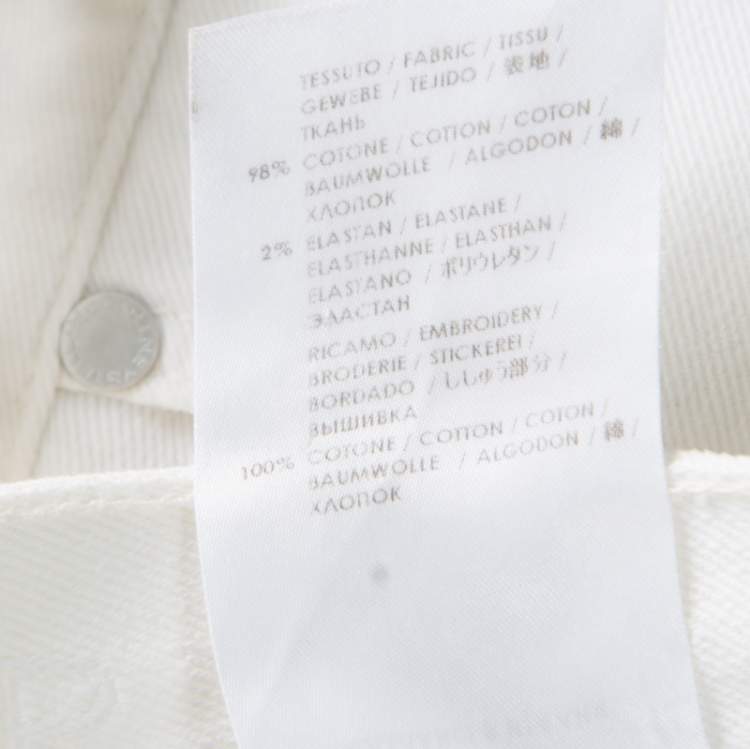 TESSUTO / FABRIC / TISSU /
GEWEBE / TEJIDO / 表地 /
ТКАНЬ
98% COTONE / COTTON / COTON /
BAUMWOLLE / ALGODON / 綿 /
ХЛОПОК
2% ELASTAN / ELASTANE /
ELASTHANNE / ELASTHAN /
ELASTANO / ポリウレタン /
ЭЛАСТАН
RICAMO / EMBROIDERY /
BRODERIE / STICKEREI /
BORDADO / ししゅう部分 /
ВЫШИВКА
100% COTONE / COTTON / COTON /
BAUMWOLLE / ALGODON / 綿 /
ХЛОПОК